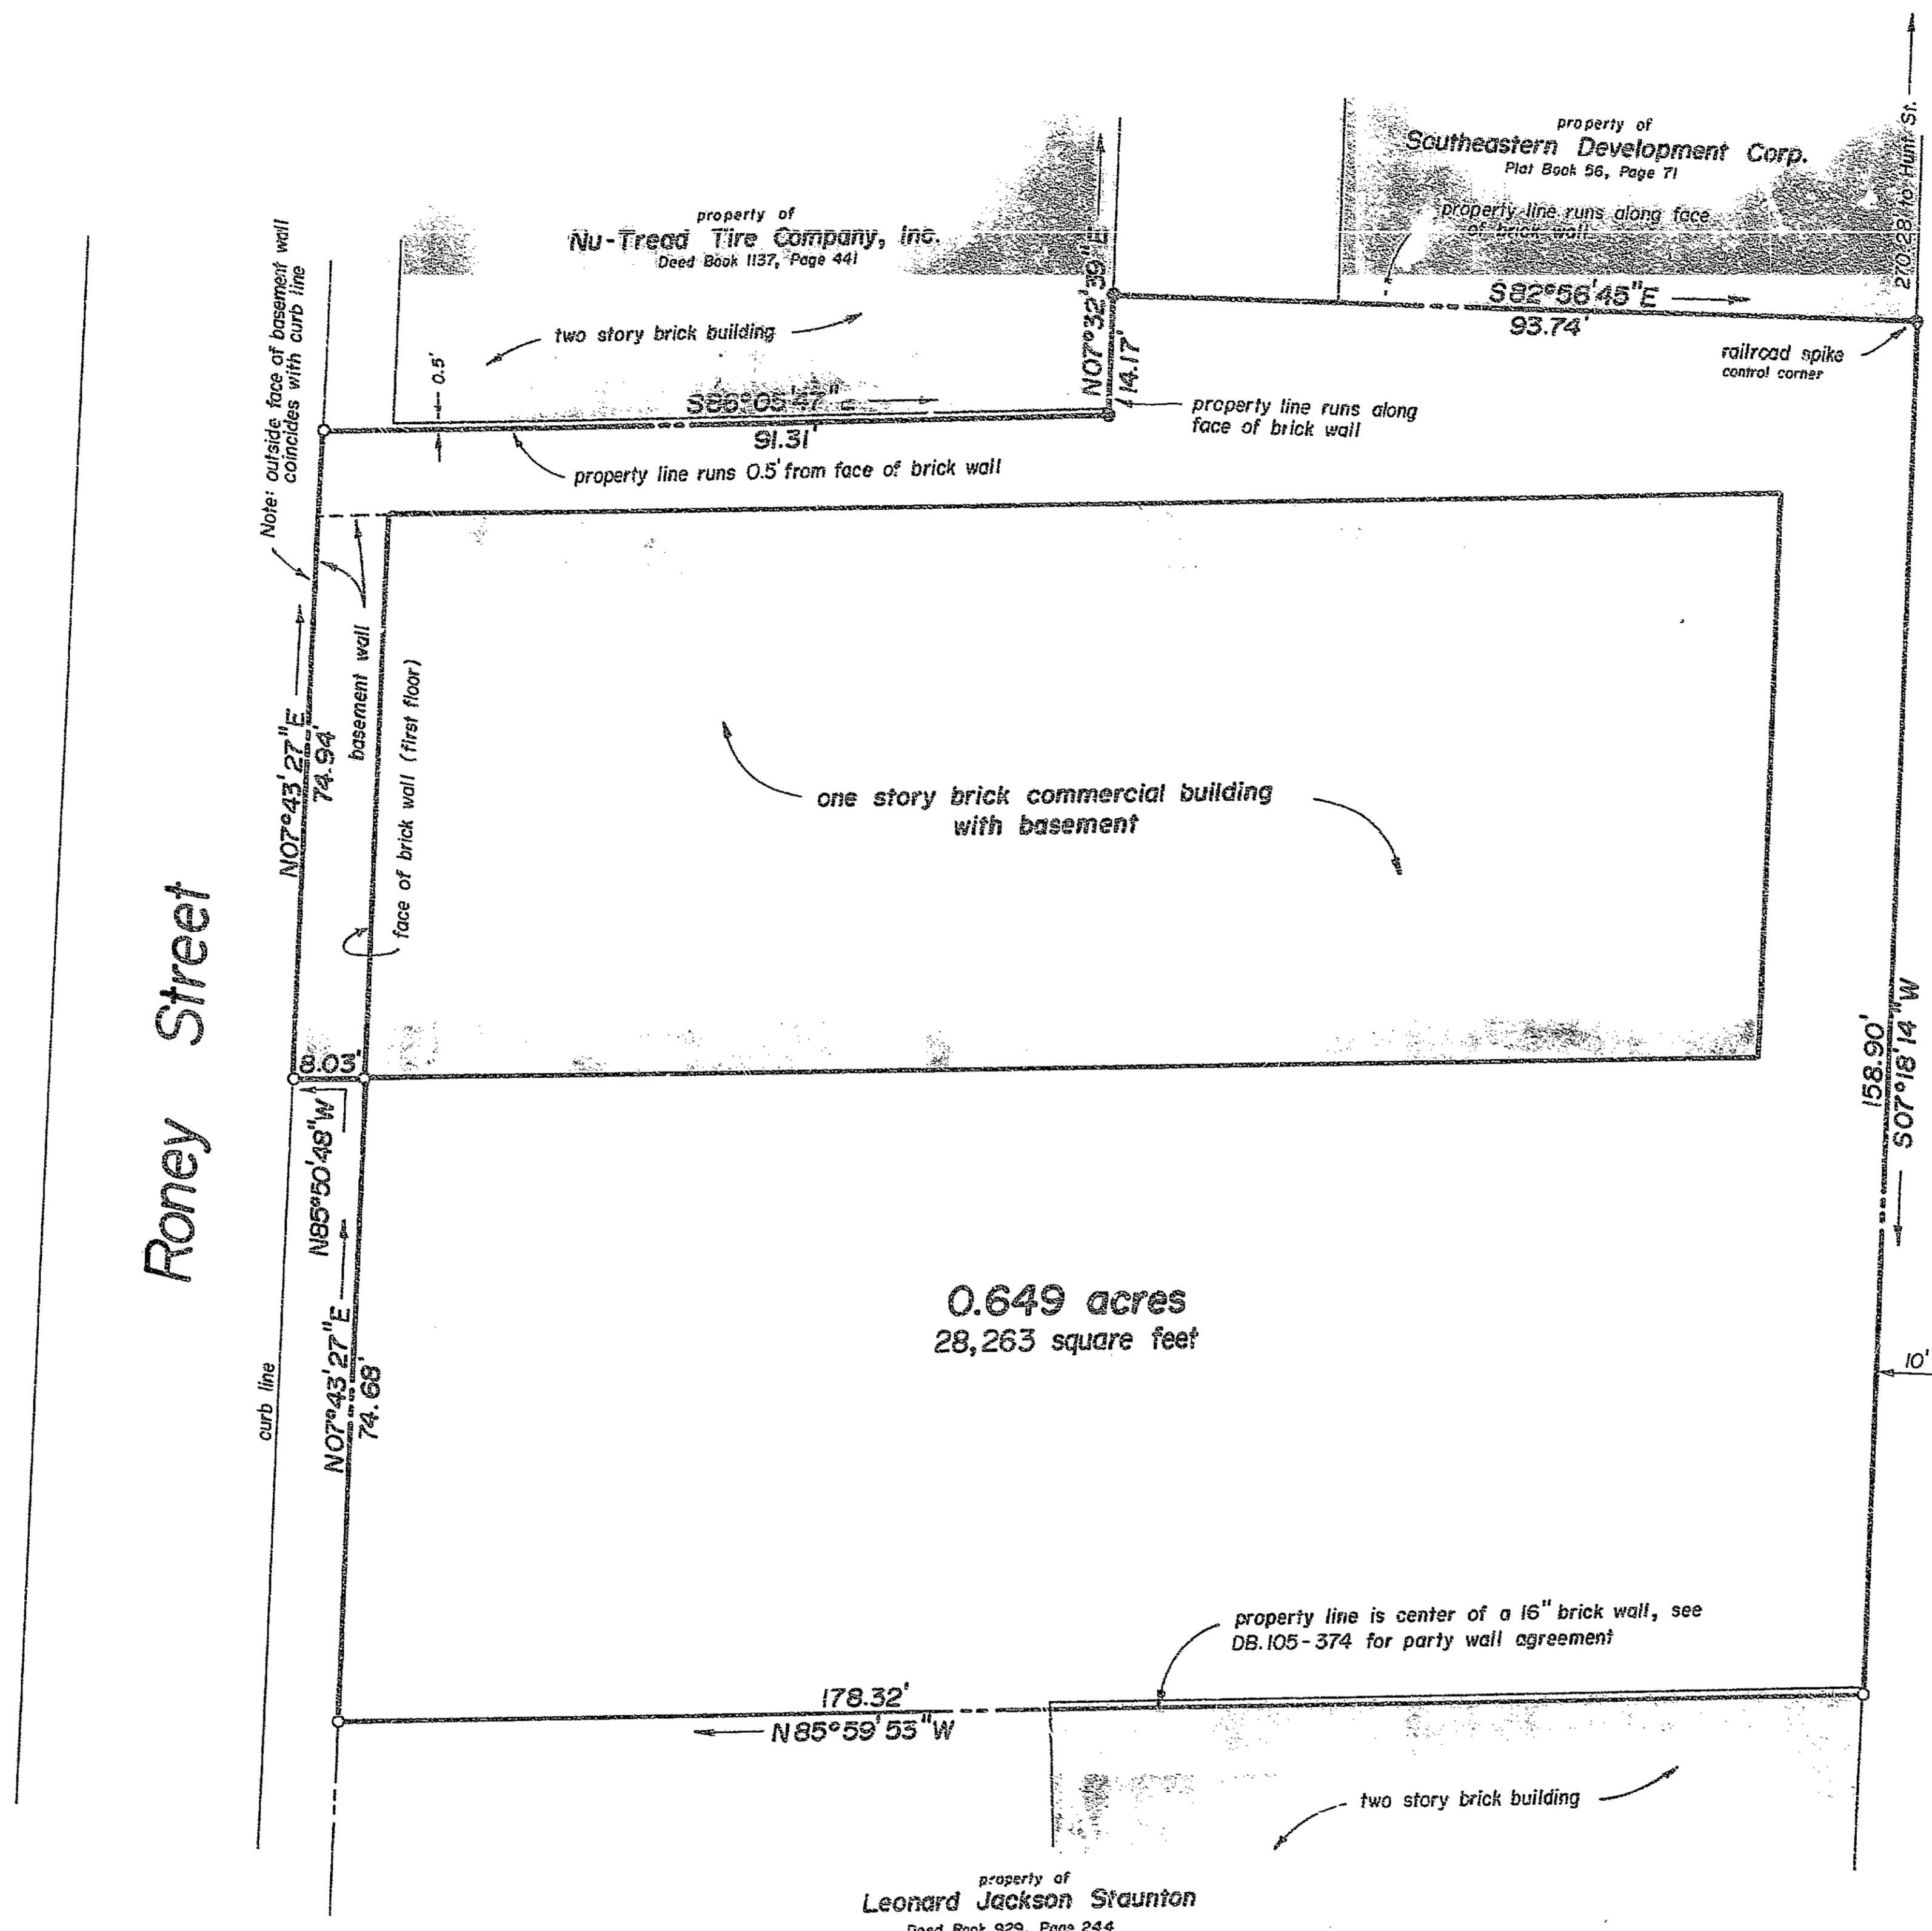 property of
Southeastern Development Corp.
Plat Book 56, Page 71
property line runs along face
of brick wall
270.28 to Hunt St.
property of
Nu-Tread Tire Company, Inc.
Deed Book 1137, Page 441
Note: outside face of basement wall
coincides with curb line
two story brick building
0.5'
N07°32'39"E
14.17'
S82°56'45"E
93.74'
railroad spike
control corner
S86°05'47"E
91.31'
property line runs along
face of brick wall
property line runs 0.5' from face of brick wall
basement wall
face of brick wall (first floor)
N07°43'27"E
74.94'
one story brick commercial building
with basement
Roney Street
8.03'
N85°50'48"W
158.90'
S07°18'14"W
0.649 acres
28,263 square feet
N07°43'27"E
74.68'
curb line
10'
property line is center of a 16" brick wall, see
DB.105-374 for party wall agreement
178.32'
N85°59'53"W
two story brick building
property of
Leonard Jackson Staunton
Deed Book 929, Page 244